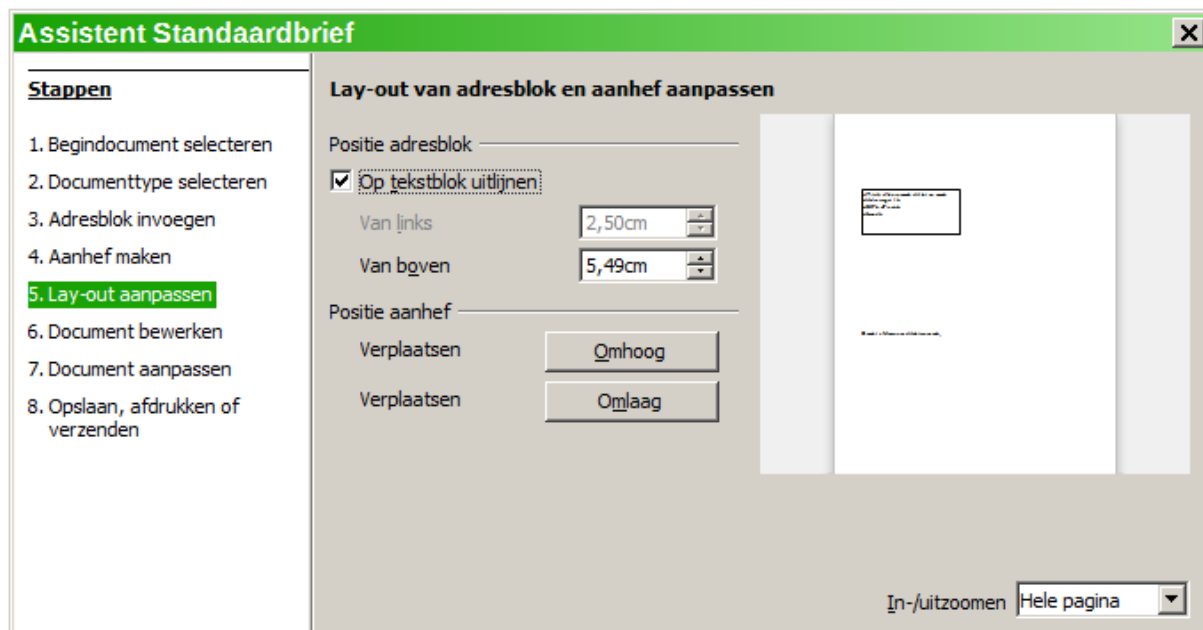 Assistent Standaardbrief
Stappen
1. Begindocument selecteren
2. Documenttype selecteren
3. Adresblok invoegen
4. Aanhef maken
5. Lay-out aanpassen
6. Document bewerken
7. Document aanpassen
8. Opslaan, afdrukken of
verzenden
Lay-out van adresblok en aanhef aanpassen
Positie adresblok
Op tekstblok uitlijnen
Van links 2,50cm
Van boven 5,49cm
Positie aanhef
Verplaatsen Omhoog
Verplaatsen Omlaag
In-/uitzoomen Hele pagina